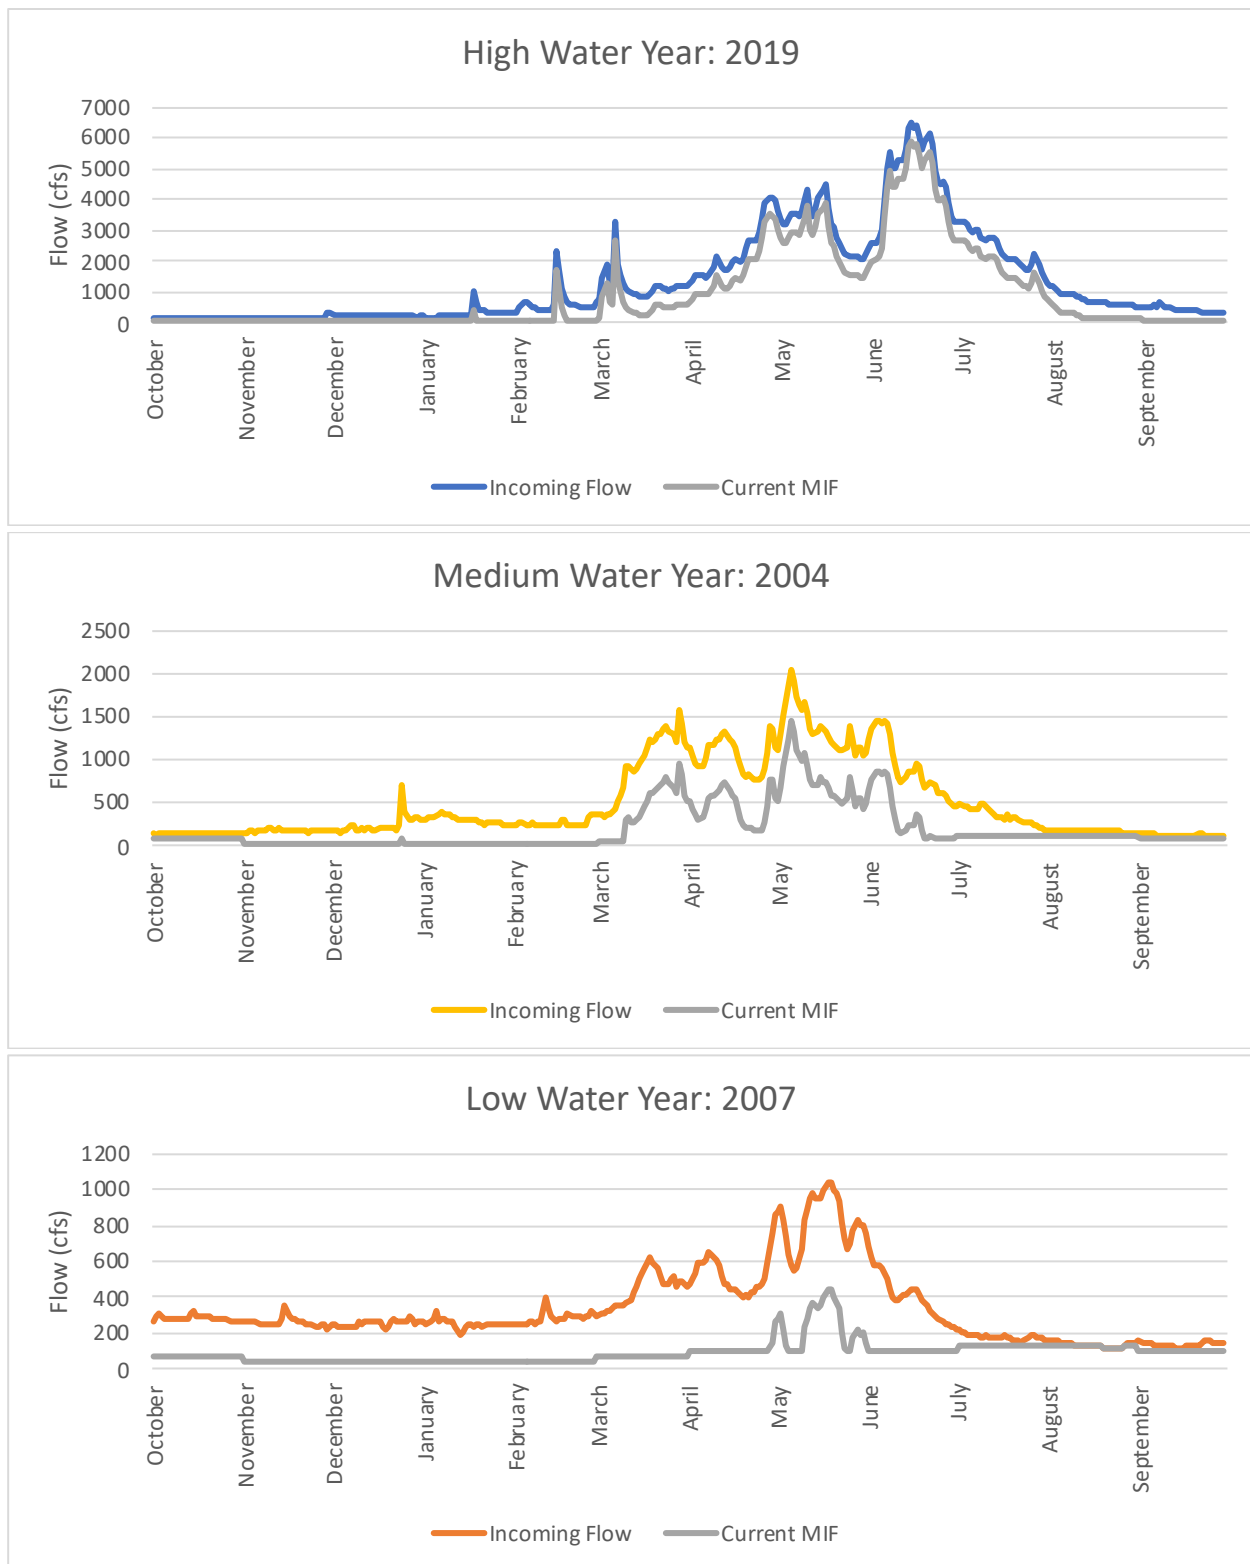 High Water Year: 2019
7000
6000
5000
4000
3000
2000
1000
0
Flow (cfs)
October
November
December
January
February
March
April
May
June
July
August
September
Incoming Flow
Current MIF
Medium Water Year: 2004
2500
2000
1500
1000
500
0
Flow (cfs)
October
November
December
January
February
March
April
May
June
July
August
September
Incoming Flow
Current MIF
Low Water Year: 2007
1200
1000
800
600
400
200
0
Flow (cfs)
October
November
December
January
February
March
April
May
June
July
August
September
Incoming Flow
Current MIF